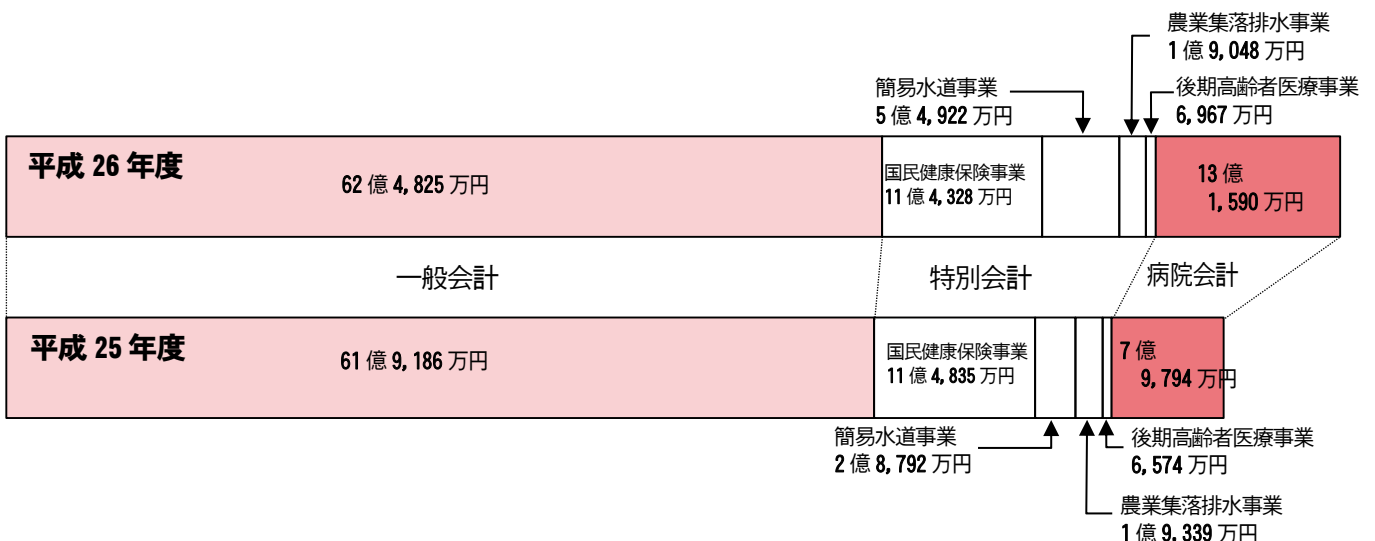 農業集落排水事業
1億9,048万円
簡易水道事業
5億4,922万円
後期高齢者医療事業
6,967万円
平成26年度
62億4,825万円
国民健康保険事業
11億4,328万円
13億
1,590万円
一般会計
特別会計
病院会計
平成25年度
61億9,186万円
国民健康保険事業
11億4,835万円
7億
9,794万円
簡易水道事業
2億8,792万円
後期高齢者医療事業
6,574万円
農業集落排水事業
1億9,339万円